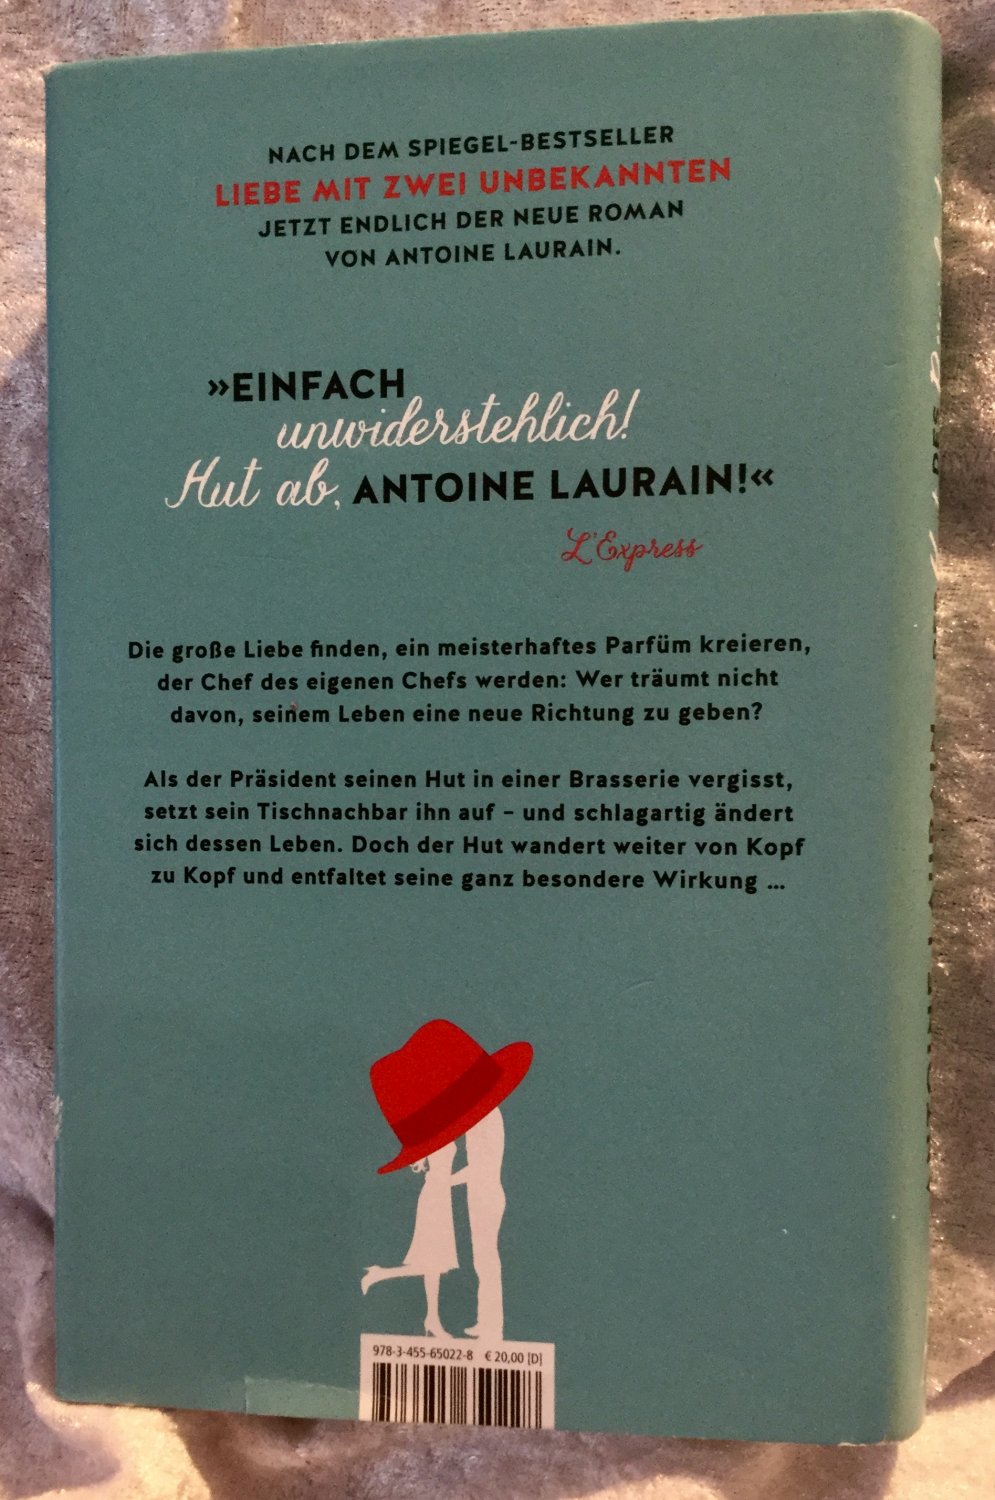 NACH DEM SPIEGEL-BESTSELLER
LIEBE MIT ZWEI UNBEKANNTEN
JETZT ENDLICH DER NEUE ROMAN
VON ANTOINE LAURAIN.
»EINFACH
unwiderstehlich!
Hut ab, ANTOINE LAURAIN!«
L'Express
Die große Liebe finden, ein meisterhaftes Parfüm kreieren,
der Chef des eigenen Chefs werden: Wer träumt nicht
davon, seinem Leben eine neue Richtung zu geben?
Als der Präsident seinen Hut in einer Brasserie vergisst,
setzt sein Tischnachbar ihn auf – und schlagartig ändert
sich dessen Leben. Doch der Hut wandert weiter von Kopf
zu Kopf und entfaltet seine ganz besondere Wirkung ...
978-3-455-65022-8 € 20,00 [D]